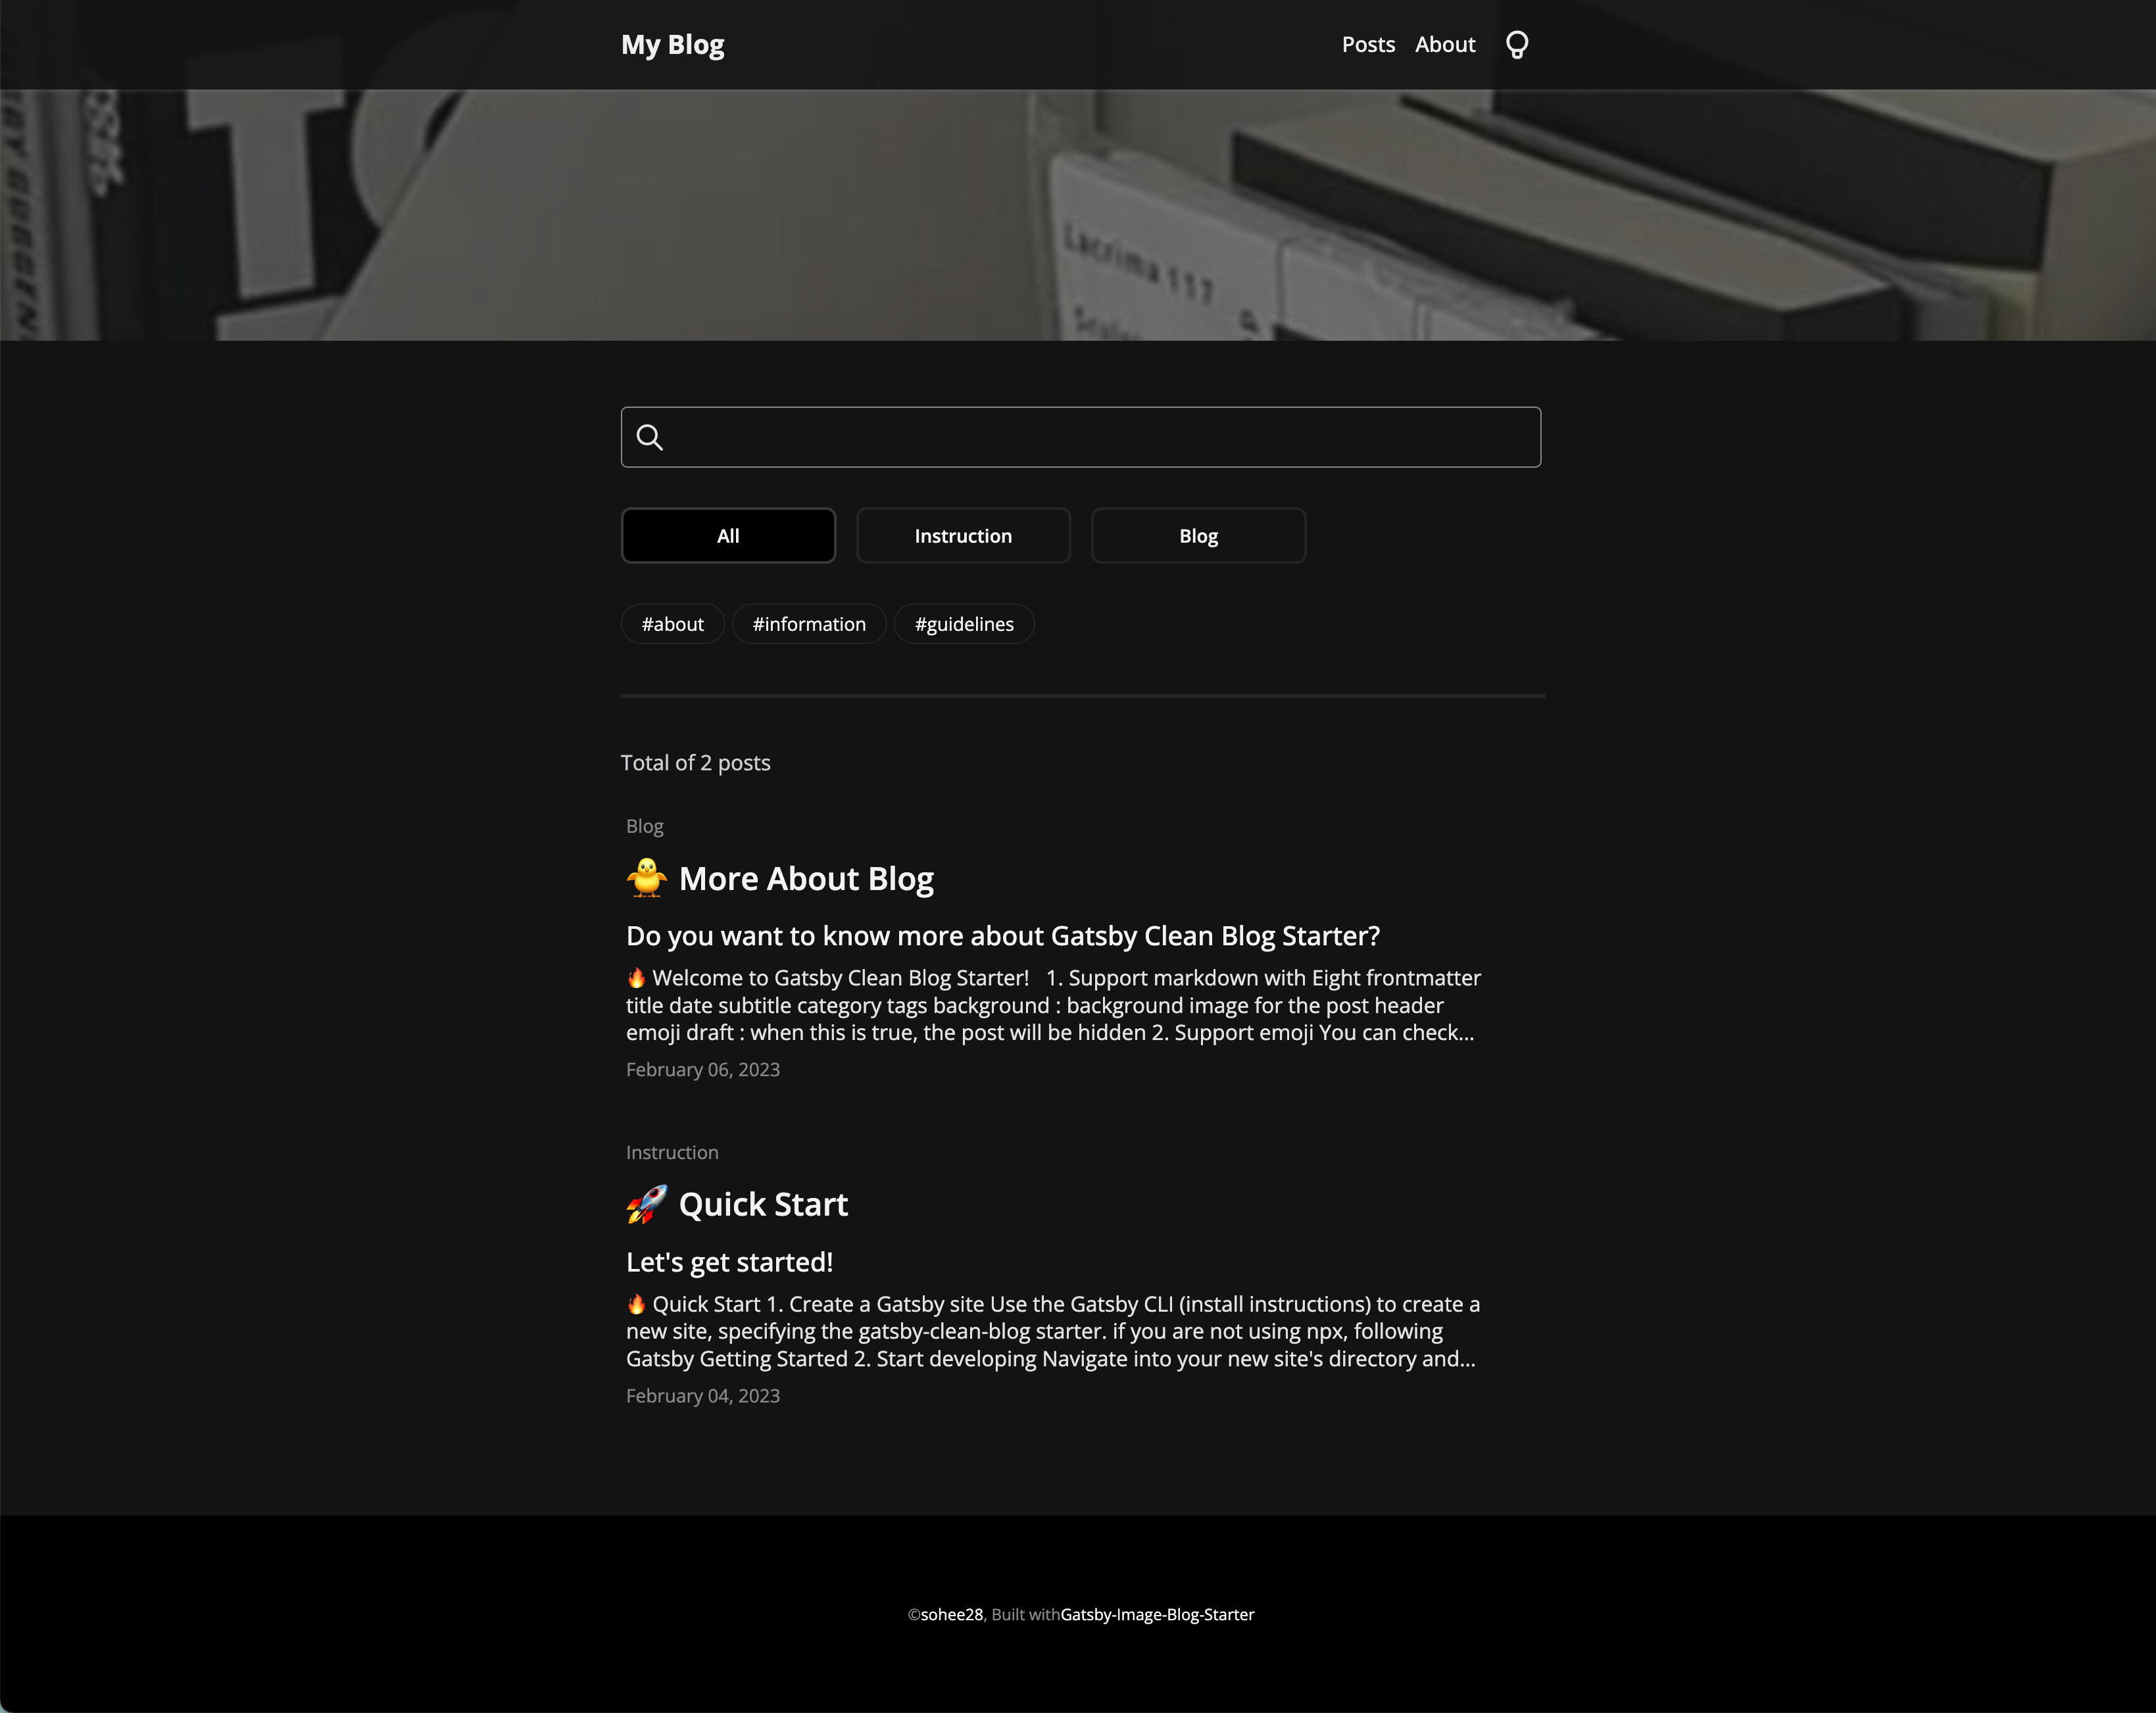 My Blog
Posts About
TO
Lacrima 117
All
Instruction
Blog
#about #information #guidelines
Total of 2 posts
Blog
🐥 More About Blog
Do you want to know more about Gatsby Clean Blog Starter?
🔥 Welcome to Gatsby Clean Blog Starter!   1. Support markdown with Eight frontmatter
title date subtitle category tags background : background image for the post header
emoji draft : when this is true, the post will be hidden 2. Support emoji You can check...
February 06, 2023
Instruction
🚀 Quick Start
Let's get started!
🔥 Quick Start 1. Create a Gatsby site Use the Gatsby CLI (install instructions) to create a
new site, specifying the gatsby-clean-blog starter. if you are not using npx, following
Gatsby Getting Started 2. Start developing Navigate into your new site's directory and...
February 04, 2023
©sohee28, Built withGatsby-Image-Blog-Starter